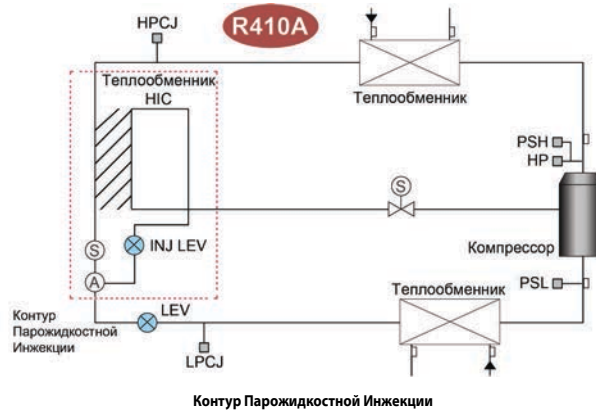 HPCJ
R410A
Теплообменник
HIC
Теплообменник
PSH
HP
S
S
INJ LEV
A
Компрессор
PSL
Теплообменник
LEV
Контур
Парожидкостной
Инжекции
LPCJ
Контур Парожидкостной Инжекции